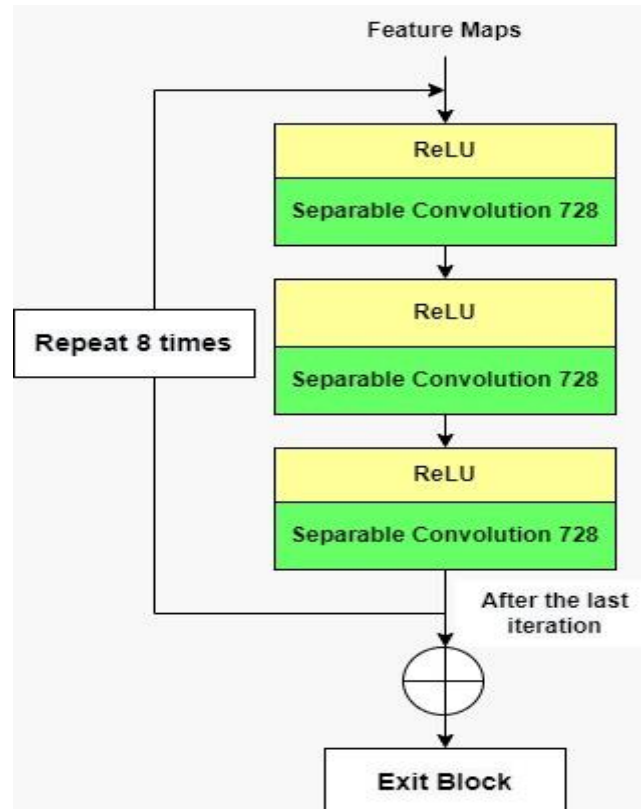 Feature Maps
ReLU
Separable Convolution 728
ReLU
Repeat 8 times
Separable Convolution 728
ReLU
Separable Convolution 728
After the last
iteration
Exit Block